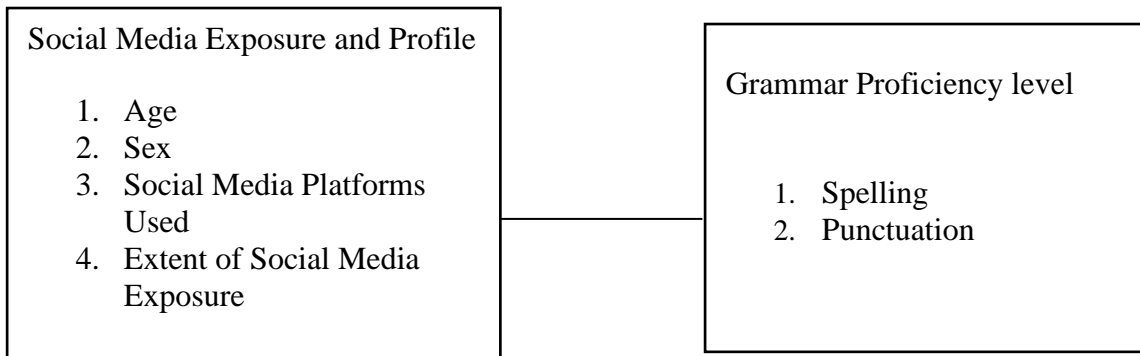 Social Media Exposure and Profile
1. Age
2. Sex
3. Social Media Platforms
Used
4. Extent of Social Media
Exposure
Grammar Proficiency level
1. Spelling
2. Punctuation